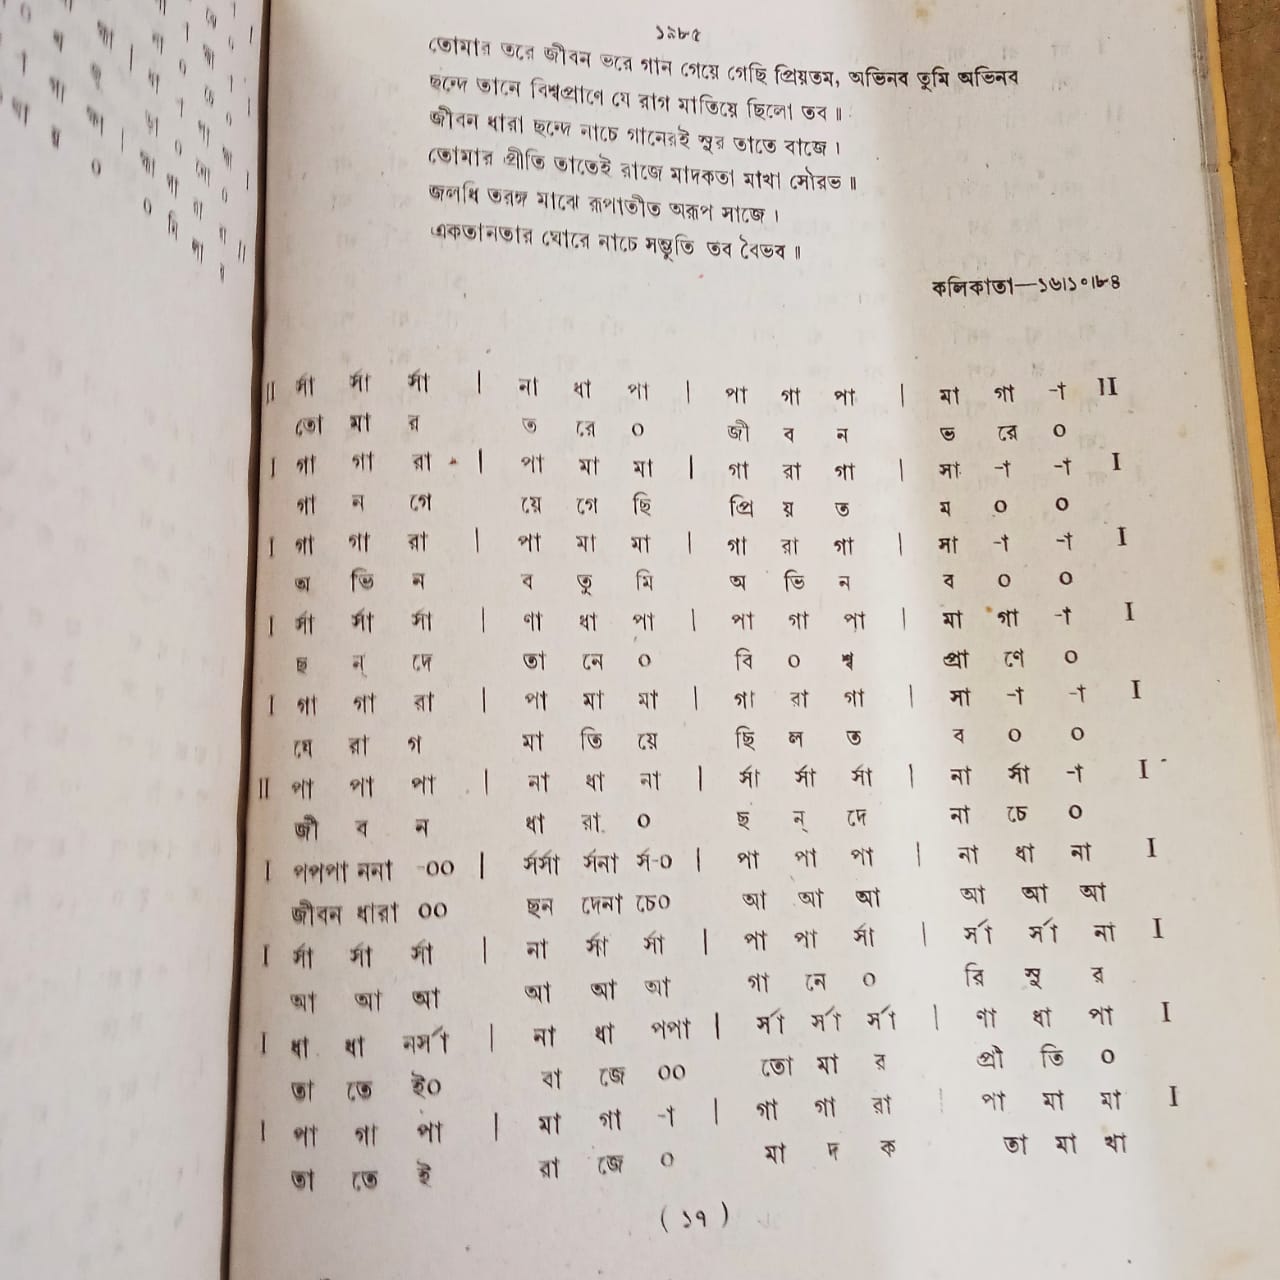 ১৯৮৫
তোমার তরে জীবন ভরে গান গেয়ে গেছি প্রিয়তম, অভিনব তুমি অভিনব
ছন্দে তানে বিশ্বপ্রাণে যে রাগ মাতিয়ে ছিলো তব ॥
জীবন ধারা ছন্দে নাচে গানেরই সুর তাতে বাজে ।
তোমার প্রীতি তাতেই রাজে মাদকতা মাখা সৌরভ ॥
জলধি তরঙ্গ মাঝে রূপাতীত অরূপ সাজে ।
একতানতার ঘোরে নাচে সম্ভূতি তব বৈভব ॥
কলিকাতা—১৬।১০।৮৪
II র্সা র্সা র্সা | না ধা পা | পা গা পা | মা গা -া II
তো মা র ত রে ০ জী ব ন ভ রে ০
I গা গা রা | পা মা মা | গা রা গা | সা -া -া I
গা ন গে য়ে গে ছি প্রি য় ত ম ০ ০
I গা গা রা | পা মা মা | গা রা গা | সা -া -া I
অ ভি ন ব তু মি অ ভি ন ব ০ ০
I র্সা র্সা র্সা | ণা ধা পা | পা গা পা | মা গা -া I
ছ ন্ দে তা নে ০ বি ০ শ্ব প্রা ণে ০
I গা গা রা | পা মা মা | গা রা গা | সা -া -া I
যে রা গ মা তি য়ে ছি ল ত ব ০ ০
II পা পা পা | না ধা না | র্সা র্সা র্সা | না র্সা -া I
জী ব ন ধা রা ০ ছ ন্ দে না চে ০
I পপপা ননা -০০ | র্সর্সা র্সনা র্স-০ | পা পা পা | না ধা না I
জীবন ধারা ০০ ছন দেনা চে০ আ আ আ আ আ আ
I র্সা র্সা র্সা | না র্সা র্সা | পা পা র্সা | র্সা র্সা না I
আ আ আ আ আ আ গা নে ০ রি সু র
I ধা ধা নর্সা | না ধা পপা | র্সা র্সা র্সা | ণা ধা পা I
তা তে ই০ বা জে ০০ তো মা র প্রী তি ০
I পা গা পা | মা গা -া | গা গা রা | পা মা মা I
তা তে ই রা জে ০ মা দ ক তা মা খা
( ১৭ )